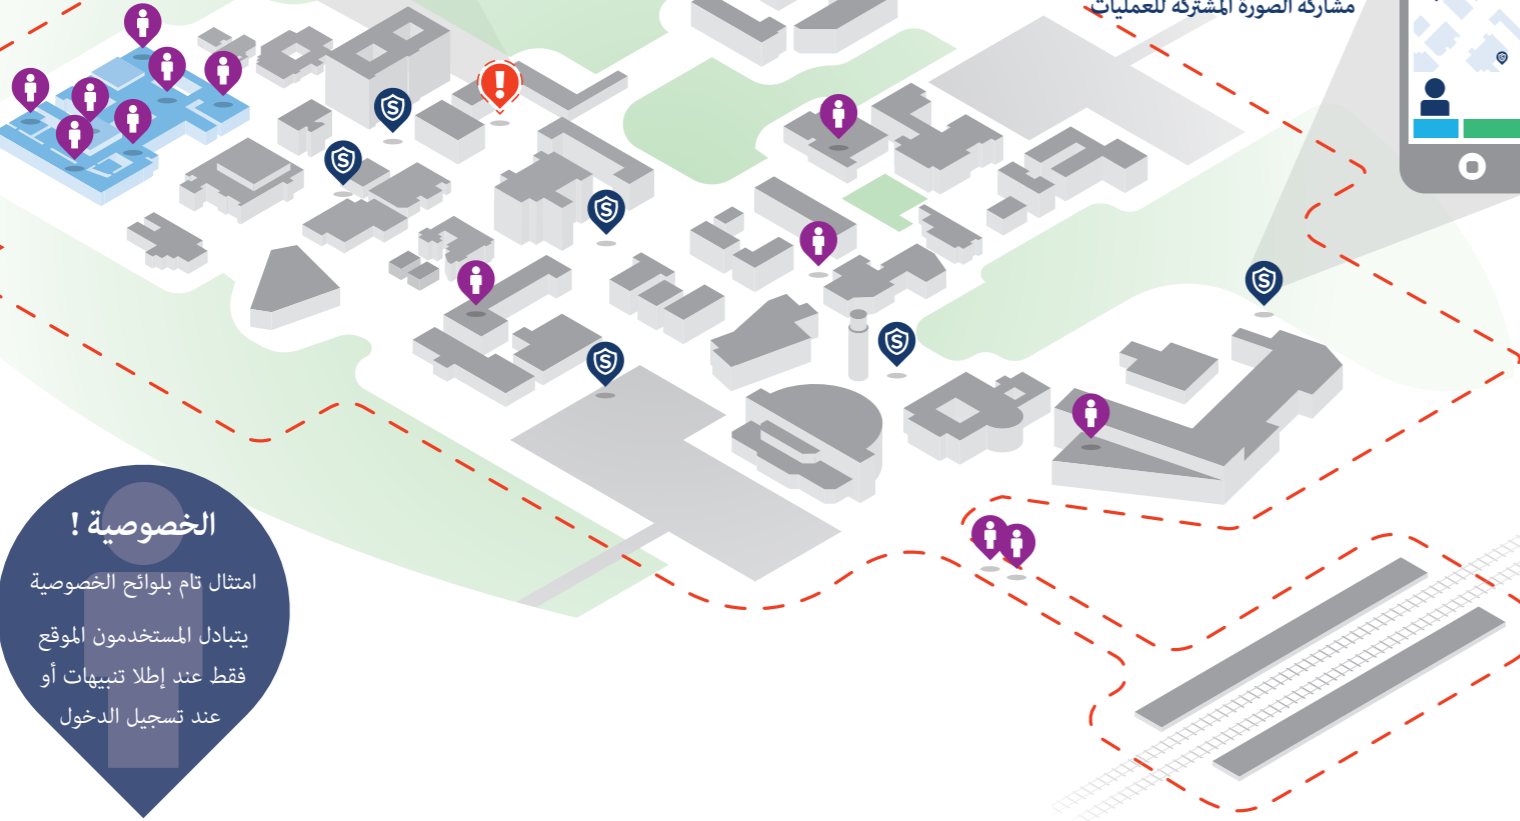 مشاركة الصورة المشتركة للعمليات
الخصوصية !
امتثال تام بلوائح الخصوصية
يتبادل المستخدمون الموقع
فقط عند إطلا تنبيهات أو
عند تسجيل الدخول